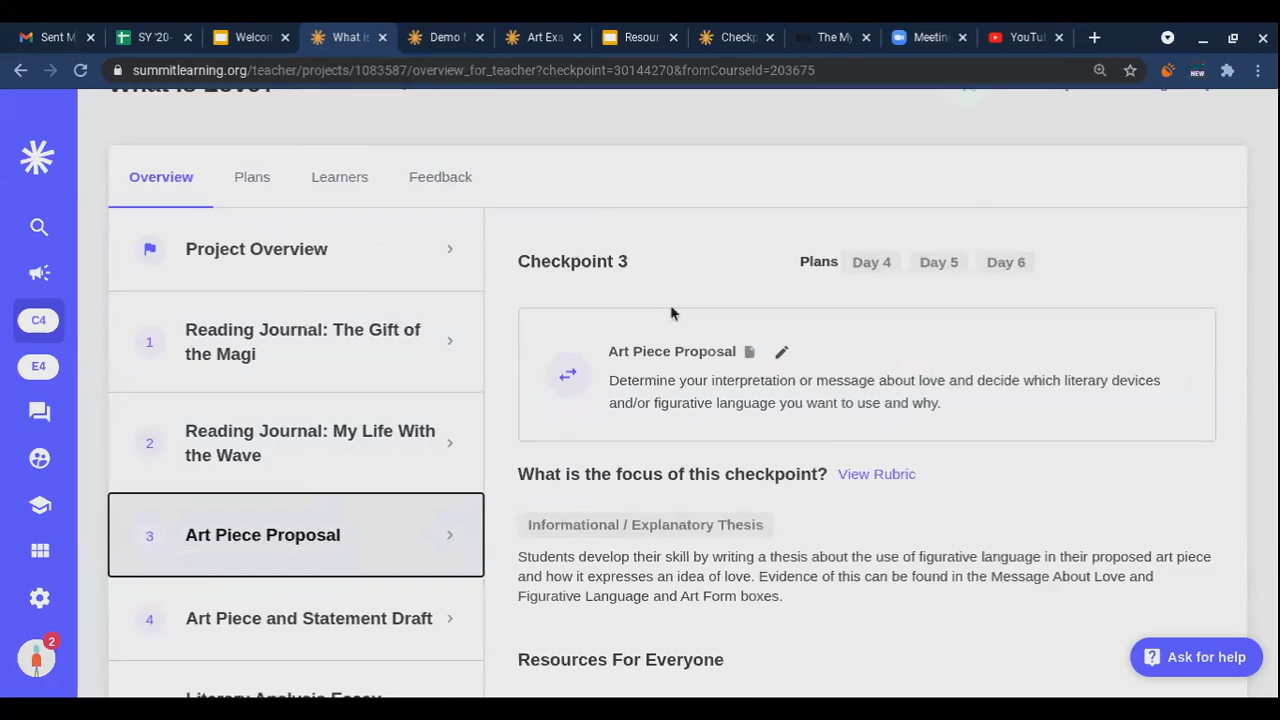 Sent M
SY '20-
Welcon
What is
Demo
Art Exa
Resour
Checkp
The My
Meetin
YouTu
summitlearning.org/teacher/projects/1083587/overview_for_teacher?checkpoint=30144270&fromCourseId=203675
NEW
What is Love?
Overview
Plans
Learners
Feedback
C4
E4
2
Project Overview
1
Reading Journal: The Gift of
the Magi
2
Reading Journal: My Life With
the Wave
3
Art Piece Proposal
4
Art Piece and Statement Draft
Literary Analysis Essay
Checkpoint 3
Plans Day 4 Day 5 Day 6
Art Piece Proposal
Determine your interpretation or message about love and decide which literary devices
and/or figurative language you want to use and why.
What is the focus of this checkpoint? View Rubric
Informational / Explanatory Thesis
Students develop their skill by writing a thesis about the use of figurative language in their proposed art piece
and how it expresses an idea of love. Evidence of this can be found in the Message About Love and
Figurative Language and Art Form boxes.
Resources For Everyone
Ask for help